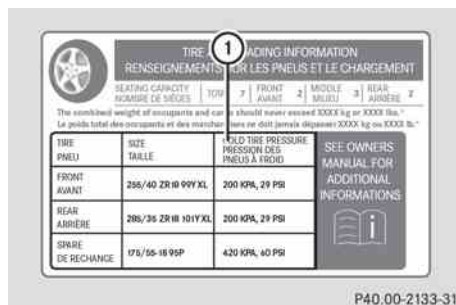 TIRE A 1 ADING INFORMATION
RENSEIGNEMENTS UR LES PNEUS ET LE CHARGEMENT
SEATING CAPACITY TOTAL 7 FRONT 2 MIDDLE 3 REAR 2
NOMBRE DE SIÈGES AVANT MILIEU ARRIÈRE
The combined weight of occupants and cargo should never exceed XXXX kg or XXXX lbs.
Le poids total des occupants et des marchandises ne doit jamais dépasser XXXX kg ou XXXX lb.
TIRE SIZE COLD TIRE PRESSURE
PNEU TAILLE PRESSION DES PNEUS À FROID
SEE OWNERS
MANUAL FOR
ADDITIONAL
INFORMATIONS
FRONT
AVANT 255/40 ZR18 99Y XL 200 KPA, 29 PSI
REAR
ARRIÈRE 285/35 ZR18 101Y XL 200 KPA, 29 PSI
SPARE
DE RECHANGE 175/55-18 95P 420 KPA, 60 PSI
i
P40.00-2133-31